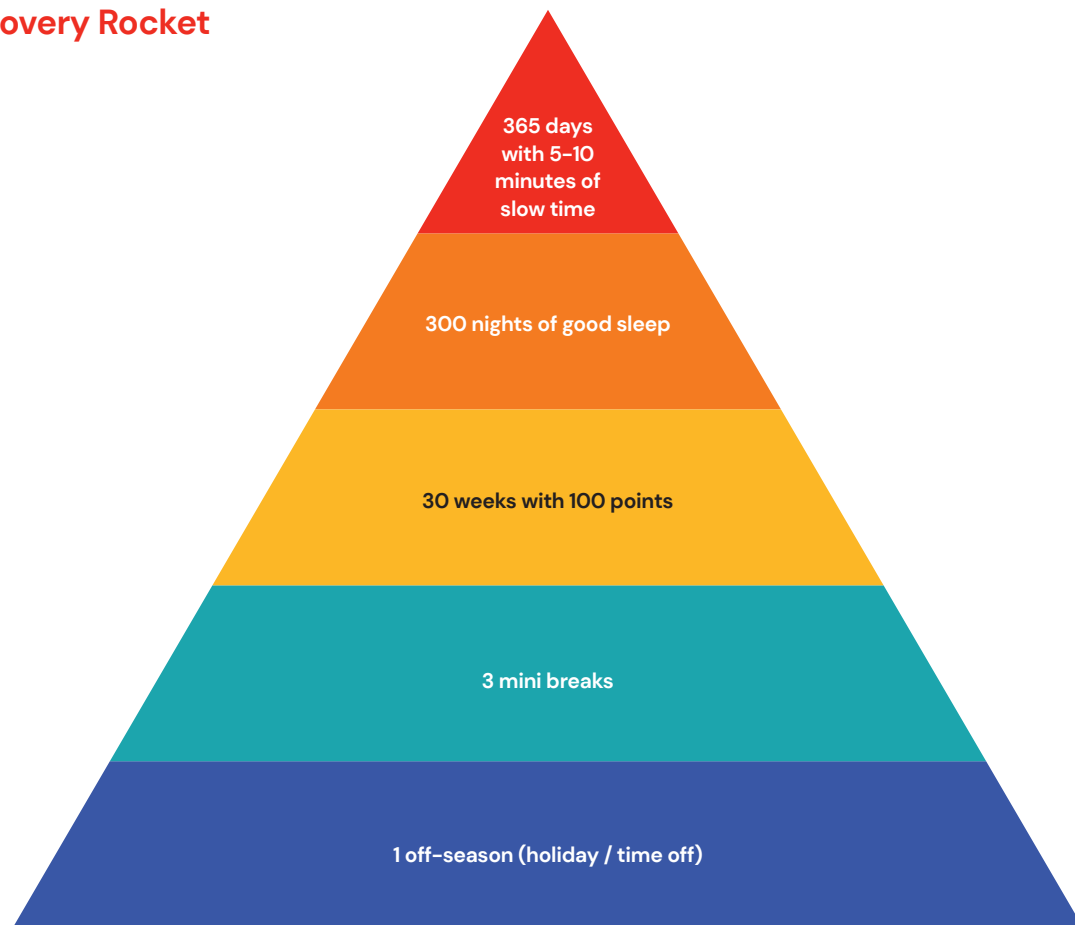 overy Rocket
365 days
with 5-10
minutes of
slow time
300 nights of good sleep
30 weeks with 100 points
3 mini breaks
1 off-season (holiday / time off)